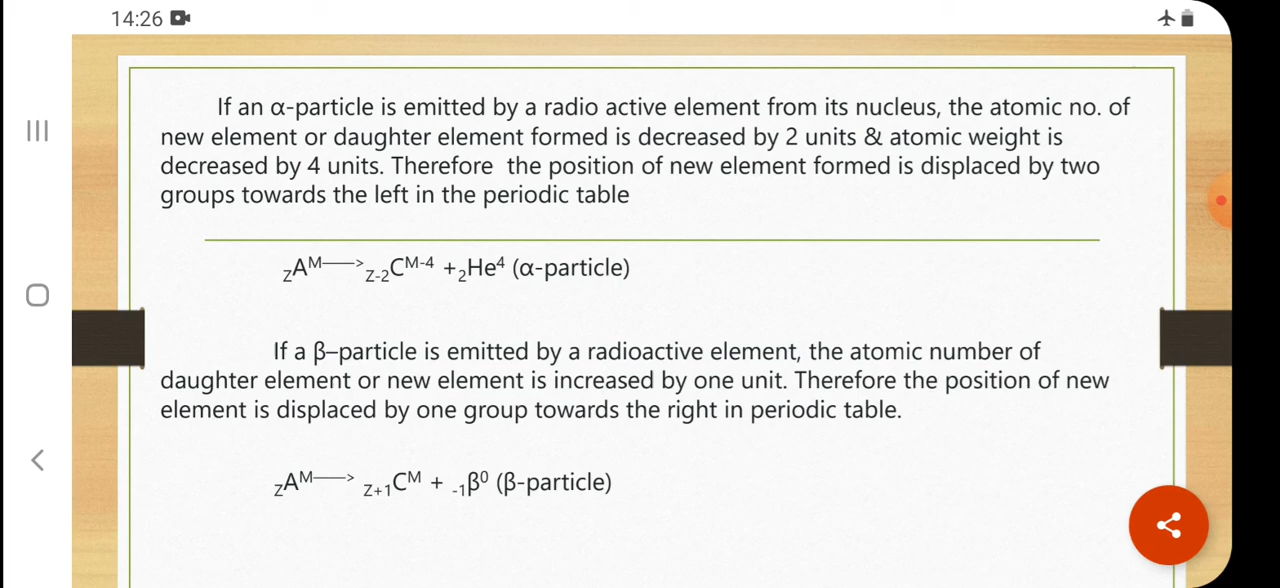 14:26
If an α-particle is emitted by a radio active element from its nucleus, the atomic no. of
new element or daughter element formed is decreased by 2 units & atomic weight is
decreased by 4 units. Therefore the position of new element formed is displaced by two
groups towards the left in the periodic table
zAᴹ——> z-₂Cᴹ⁻⁴ +₂He⁴ (α-particle)
If a β–particle is emitted by a radioactive element, the atomic number of
daughter element or new element is increased by one unit. Therefore the position of new
element is displaced by one group towards the right in periodic table.
zAᴹ——> z+₁Cᴹ + ₋₁β⁰ (β-particle)